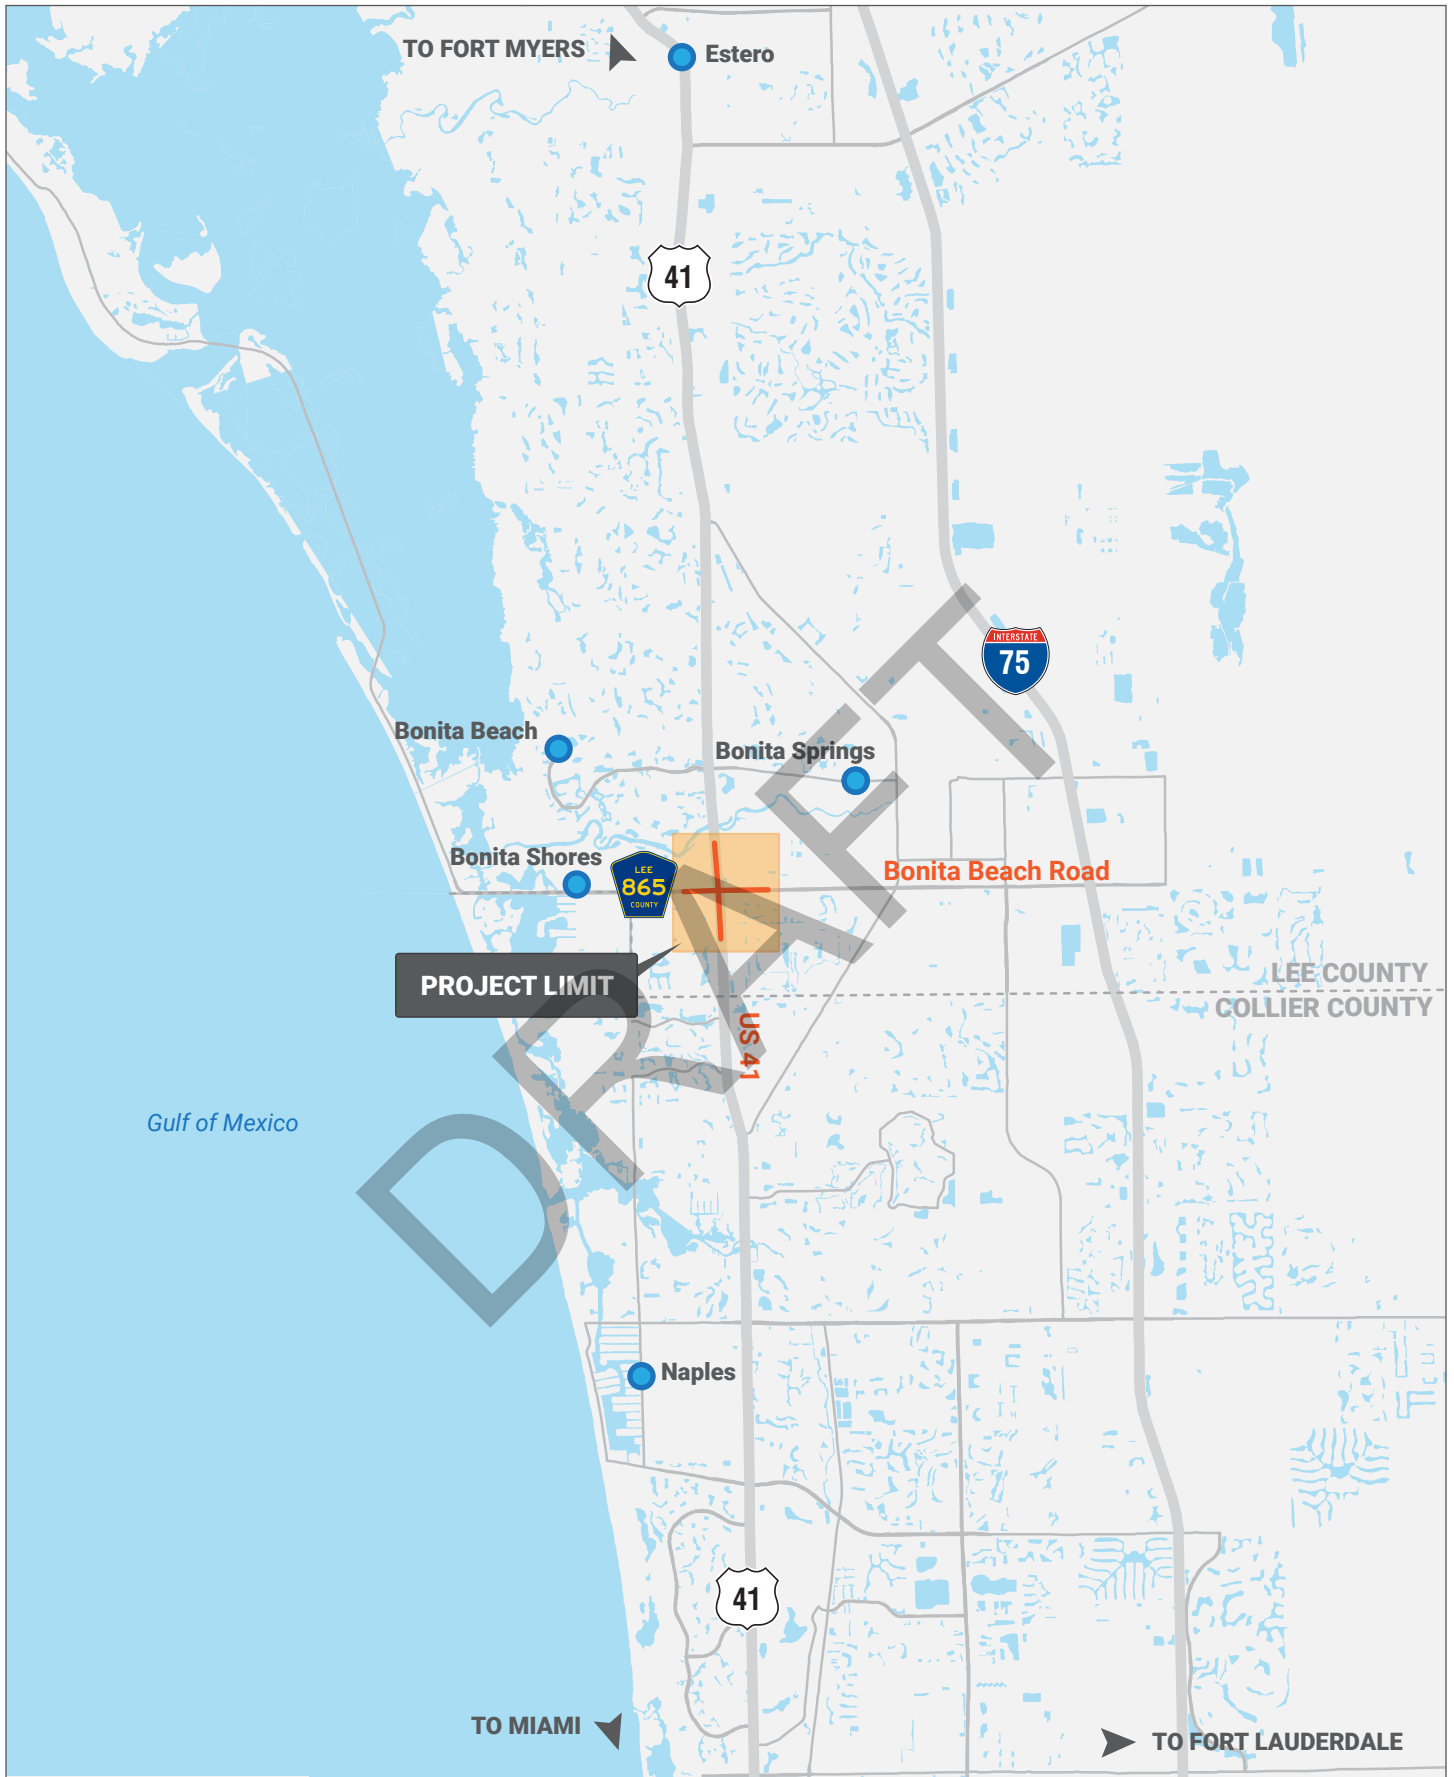 TO FORT MYERS
Estero
41
INTERSTATE
75
Bonita Beach
Bonita Springs
Bonita Shores
LEE
865
COUNTY
Bonita Beach Road
PROJECT LIMIT
LEE COUNTY
COLLIER COUNTY
US 41
DRAFT
Gulf of Mexico
Naples
41
TO MIAMI
TO FORT LAUDERDALE